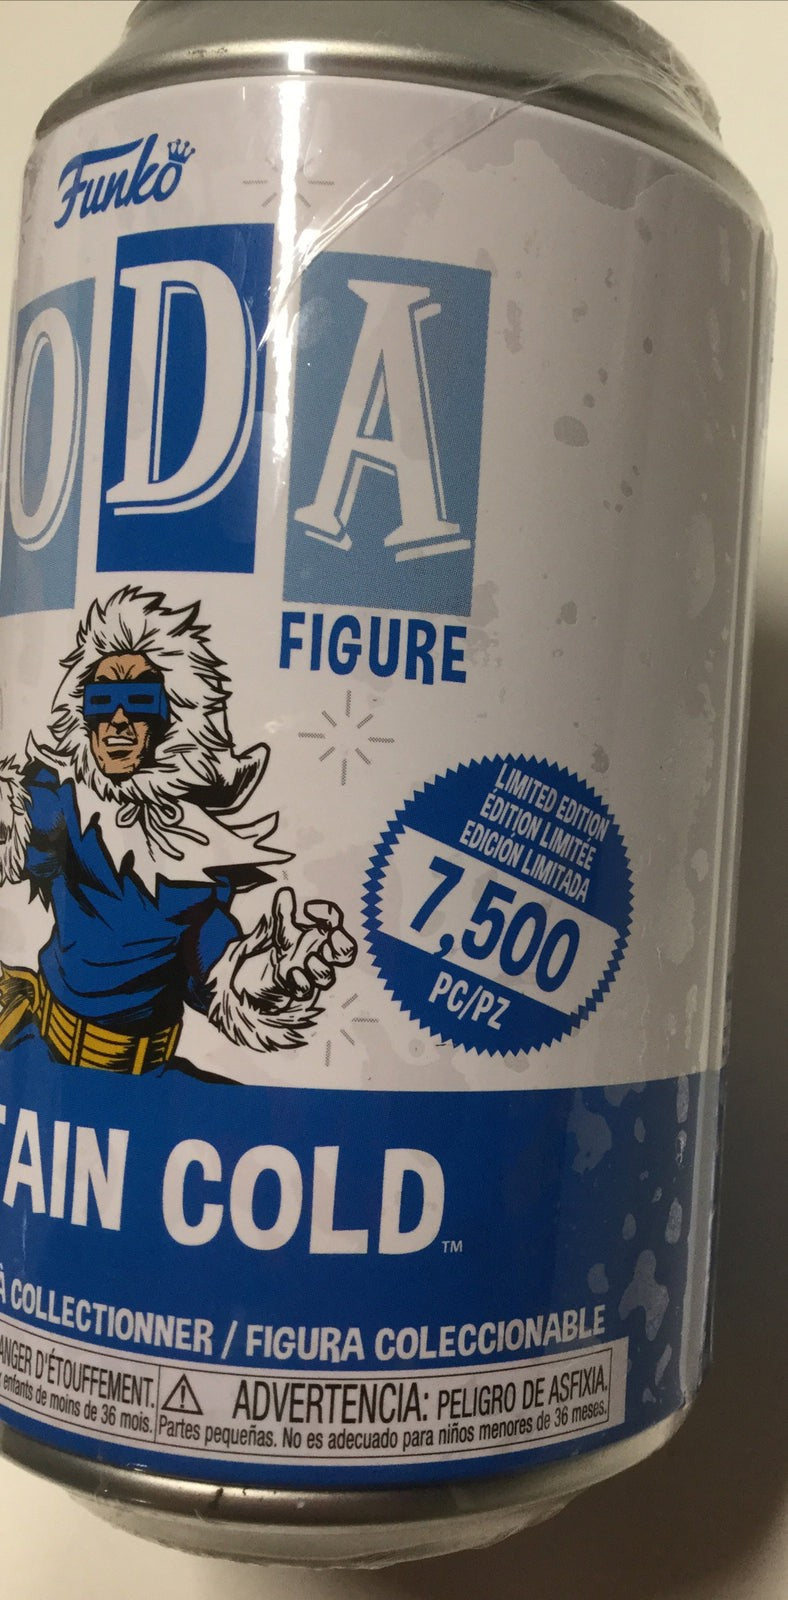 Funko
ODA
FIGURE
LIMITED EDITION
ÉDITION LIMITÉE
EDICIÓN LIMITADA
7,500
PC/PZ
TAIN COLD™
À COLLECTIONNER / FIGURA COLECCIONABLE
ANGER D'ÉTOUFFEMENT.
enfants de moins de 36 mois.
ADVERTENCIA: PELIGRO DE ASFIXIA.
Partes pequeñas. No es adecuado para niños menores de 36 meses.